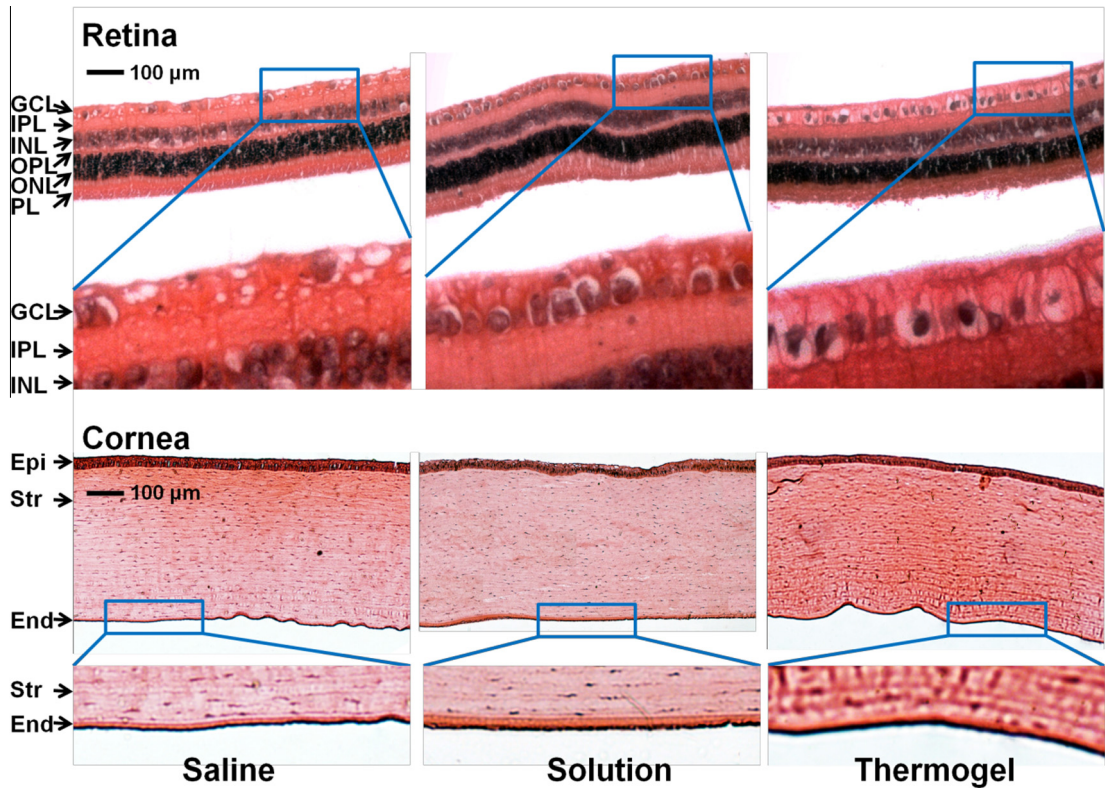 Retina
100 µm
GCL
IPL
INL
OPL
ONL
PL
GCL
IPL
INL
Cornea
Epi
100 µm
Str
End
Str
End
Saline Solution Thermogel